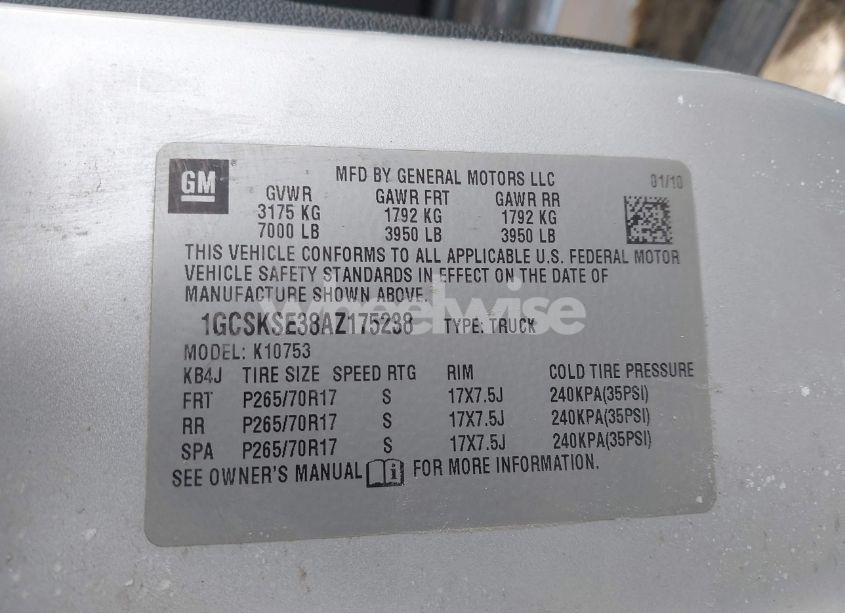 GM
MFD BY GENERAL MOTORS LLC
01/10
GVWR GAWR FRT GAWR RR
3175 KG 1792 KG 1792 KG
7000 LB 3950 LB 3950 LB
THIS VEHICLE CONFORMS TO ALL APPLICABLE U.S. FEDERAL MOTOR
VEHICLE SAFETY STANDARDS IN EFFECT ON THE DATE OF
MANUFACTURE SHOWN ABOVE.
1GCSKSE38AZ175238 TYPE: TRUCK
wheelwise
MODEL: K10753
KB4J TIRE SIZE SPEED RTG RIM COLD TIRE PRESSURE
FRT P265/70R17 S 17X7.5J 240KPA(35PSI)
RR P265/70R17 S 17X7.5J 240KPA(35PSI)
SPA P265/70R17 S 17X7.5J 240KPA(35PSI)
SEE OWNER'S MANUAL FOR MORE INFORMATION.